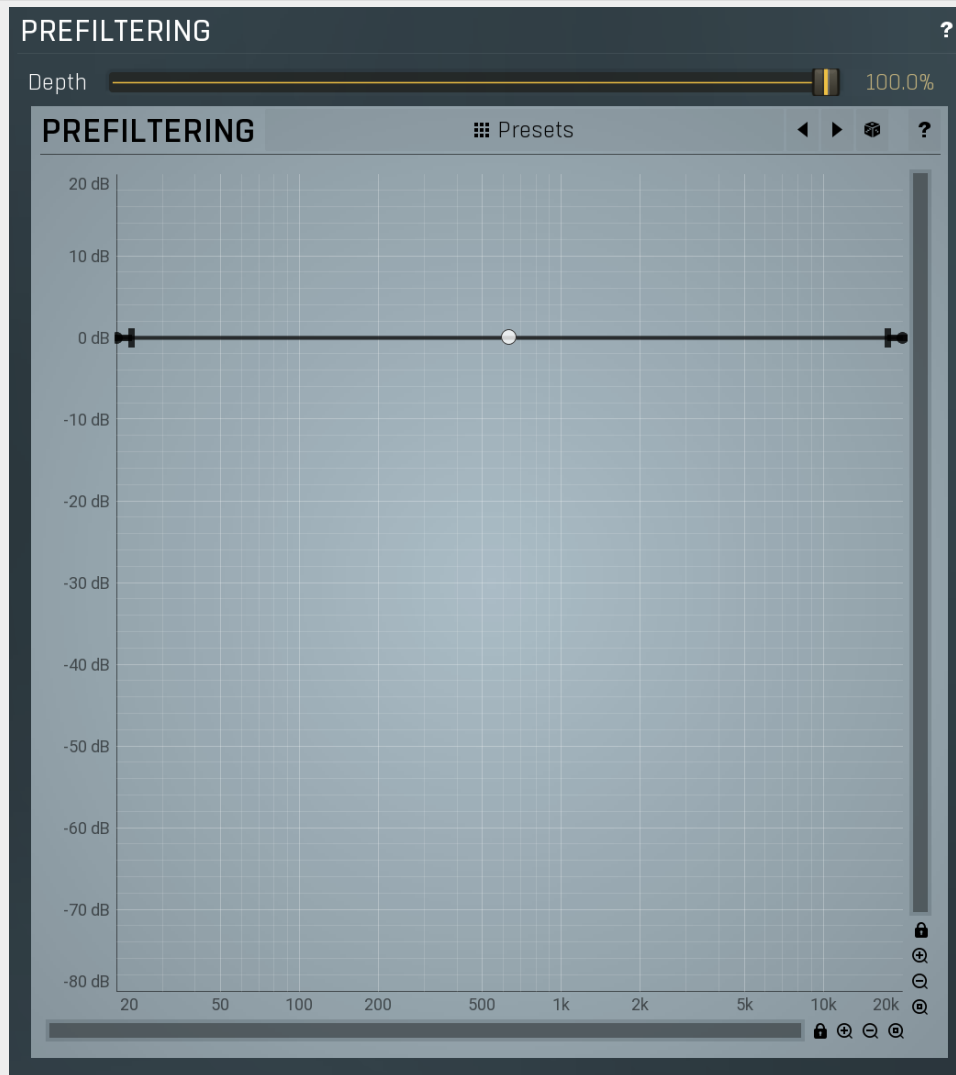 PREFILTERING ?
Depth 100.0%
PREFILTERING Presets ?
20 dB
10 dB
0 dB
-10 dB
-20 dB
-30 dB
-40 dB
-50 dB
-60 dB
-70 dB
-80 dB
20 50 100 200 500 1k 2k 5k 10k 20k